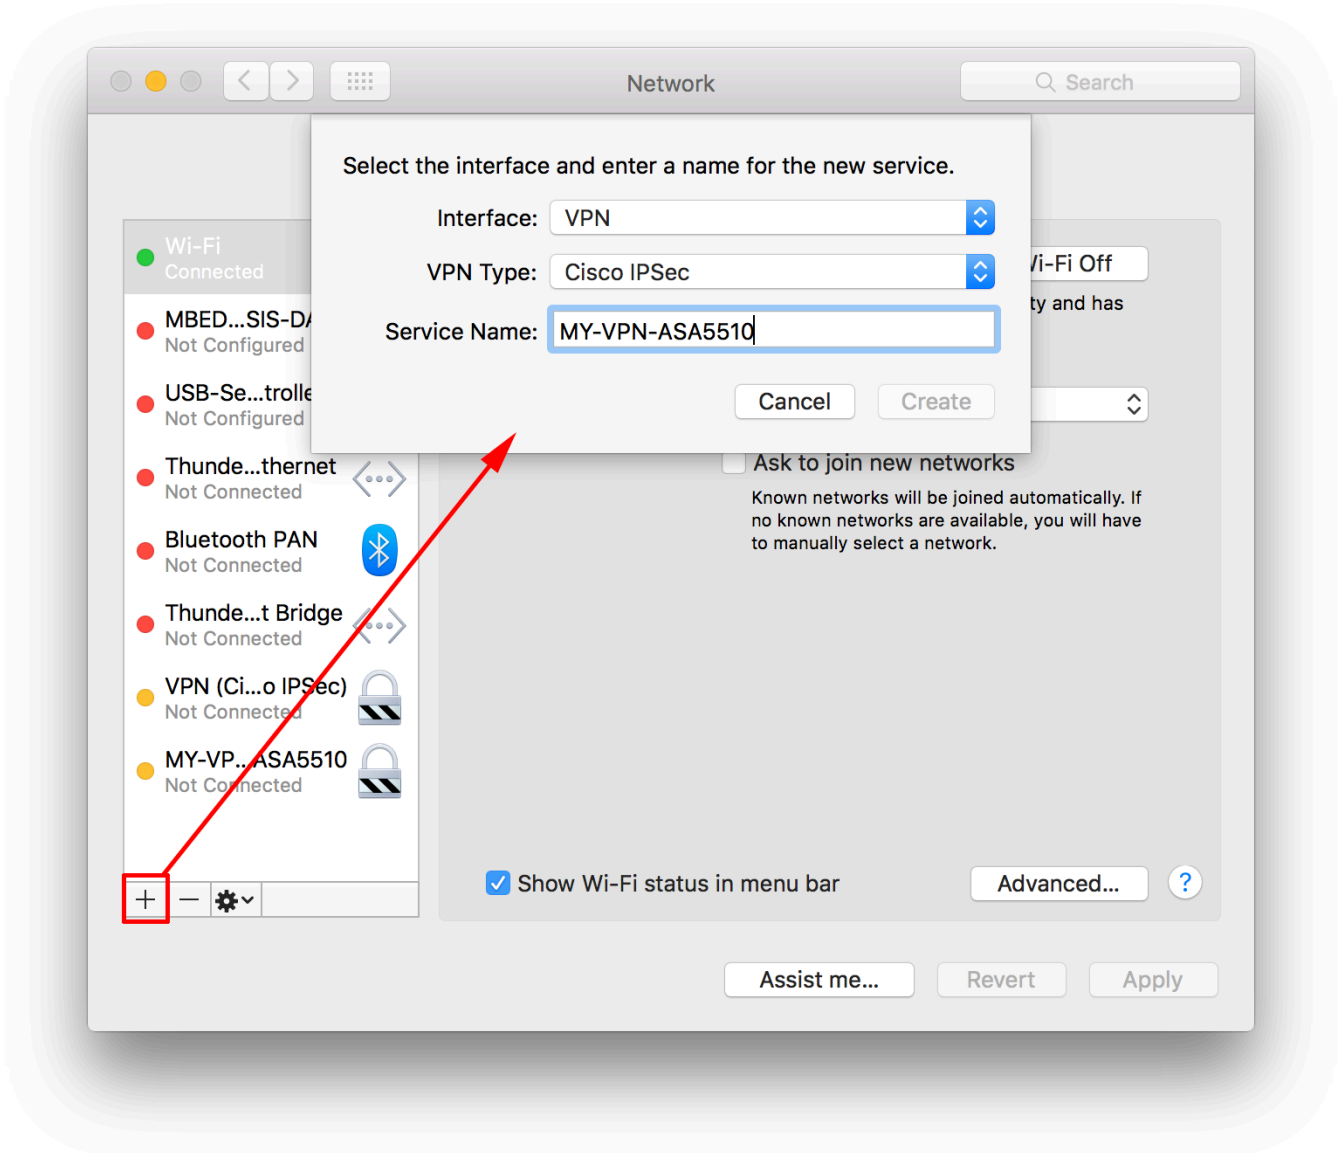 Network
Search
Select the interface and enter a name for the new service.
Interface: VPN
VPN Type: Cisco IPSec
Service Name: MY-VPN-ASA5510
Cancel
Create
Wi-Fi
Connected
MBED...SIS-DA
Not Configured
USB-Se...trolle
Not Configured
Thunde...thernet
Not Connected
Bluetooth PAN
Not Connected
Thunde...t Bridge
Not Connected
VPN (Ci...o IPSec)
Not Connected
MY-VP...ASA5510
Not Connected
Vi-Fi Off
ty and has
Ask to join new networks
Known networks will be joined automatically. If
no known networks are available, you will have
to manually select a network.
Show Wi-Fi status in menu bar
Advanced...
?
Assist me...
Revert
Apply